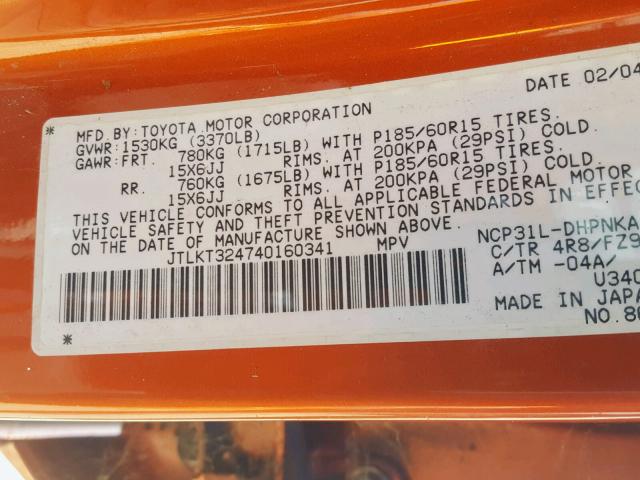 DATE 02/04
* MFD. BY: TOYOTA MOTOR CORPORATION
GVWR: 1530KG (3370LB)
GAWR: FRT. 780KG (1715LB) WITH P185/60R15 TIRES.
15X6JJ RIMS. AT 200KPA (29PSI) COLD.
RR. 760KG (1675LB) WITH P185/60R15 TIRES.
15X6JJ RIMS. AT 200KPA (29PSI) COLD.
THIS VEHICLE CONFORMS TO ALL APPLICABLE FEDERAL MOTOR
VEHICLE SAFETY AND THEFT PREVENTION STANDARDS IN EFFEC
ON THE DATE OF MANUFACTURE SHOWN ABOVE.
JTLKT324740160341 MPV
NCP31L-DHPNKA
C/TR 4R8/FZ9
A/TM -04A/
U340
MADE IN JAPA
NO. 80
*